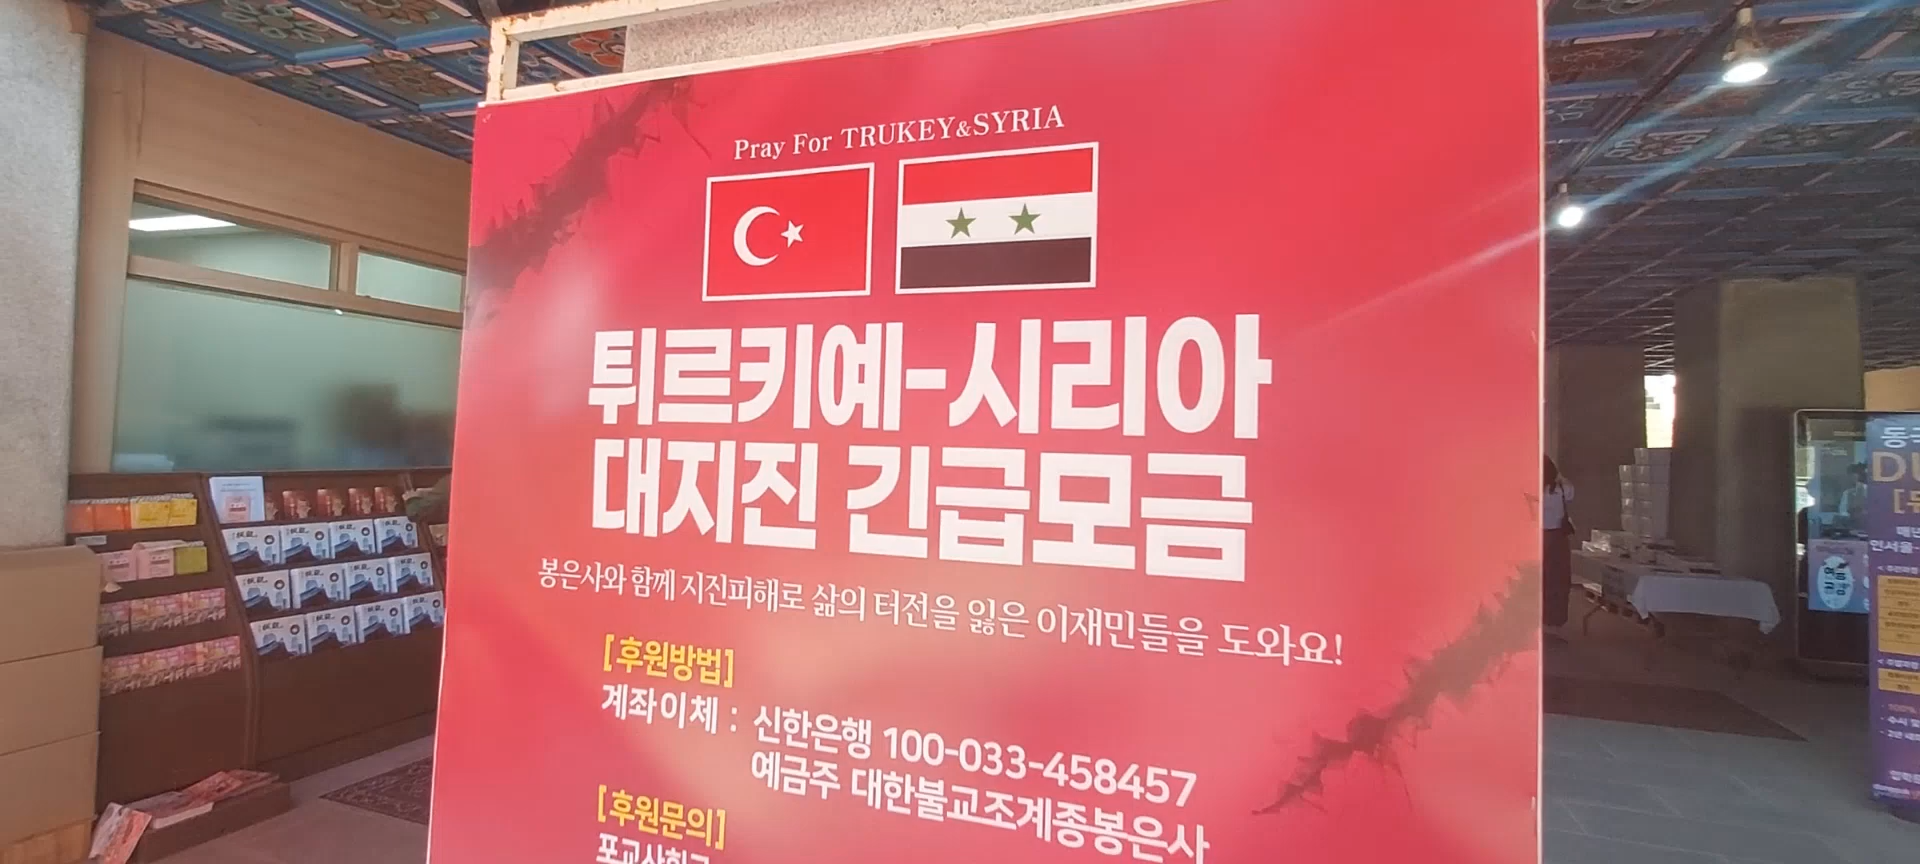 Pray For TRUKEY&SYRIA
튀르키예-시리아
대지진 긴급모금
봉은사와 함께 지진피해로 삶의 터전을 잃은 이재민들을 도와요!
[후원방법]
계좌이체 : 신한은행 100-033-458457
예금주 대한불교조계종봉은사
[후원문의]